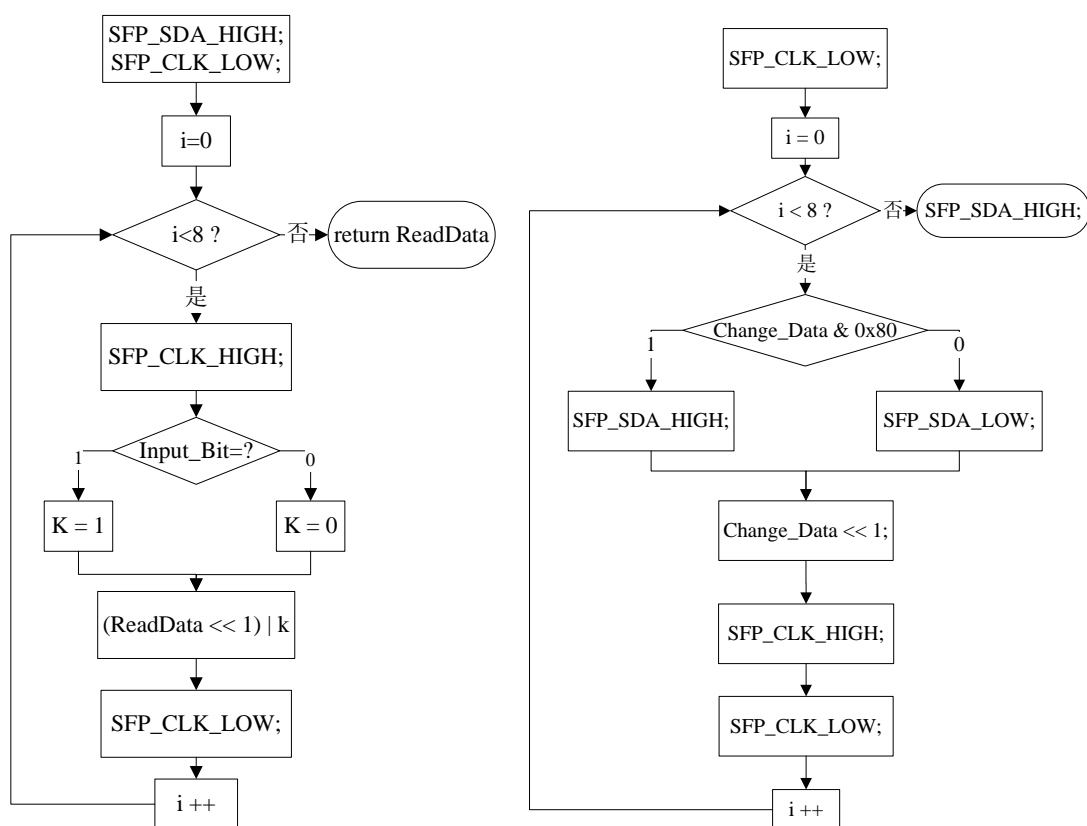 SFP_SDA_HIGH;
SFP_CLK_LOW;
i=0
i<8 ?
否
return ReadData
是
SFP_CLK_HIGH;
Input_Bit=?
1
0
K = 1
K = 0
(ReadData << 1) | k
SFP_CLK_LOW;
i ++
SFP_CLK_LOW;
i = 0
i < 8 ?
否
SFP_SDA_HIGH;
是
Change_Data & 0x80
1
0
SFP_SDA_HIGH;
SFP_SDA_LOW;
Change_Data << 1;
SFP_CLK_HIGH;
SFP_CLK_LOW;
i ++